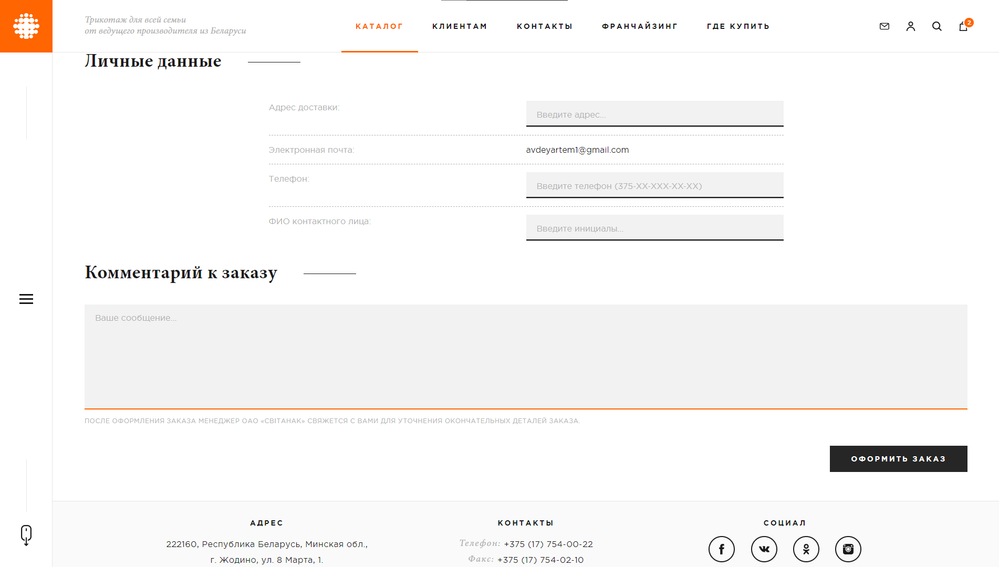 Трикотаж для всей семьи
от ведущего производителя из Беларуси
КАТАЛОГ
КЛИЕНТАМ
КОНТАКТЫ
ФРАНЧАЙЗИНГ
ГДЕ КУПИТЬ
2
Личные данные
Адрес доставки:
Введите адрес...
Электронная почта:
avdeyartem1@gmail.com
Телефон:
Введите телефон (375-XX-XXX-XX-XX)
ФИО контактного лица:
Введите инициалы...
Комментарий к заказу
Ваше сообщение...
ПОСЛЕ ОФОРМЛЕНИЯ ЗАКАЗА МЕНЕДЖЕР ОАО «СВІТАНАК» СВЯЖЕТСЯ С ВАМИ ДЛЯ УТОЧНЕНИЯ ОКОНЧАТЕЛЬНЫХ ДЕТАЛЕЙ ЗАКАЗА.
ОФОРМИТЬ ЗАКАЗ
АДРЕС
222160, Республика Беларусь, Минская обл.,
г. Жодино, ул. 8 Марта, 1.
КОНТАКТЫ
Телефон: +375 (17) 754-00-22
Факс: +375 (17) 754-02-10
СОЦИАЛ